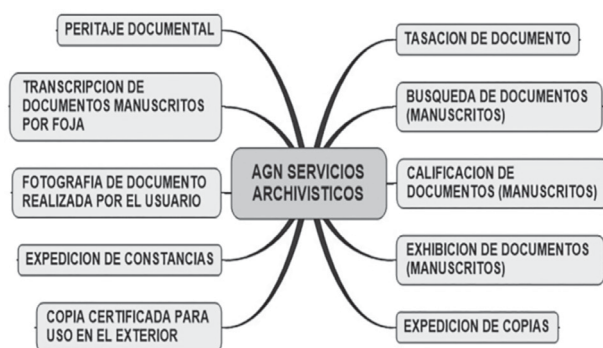 PERITAJE DOCUMENTAL
TRANSCRIPCION DE
DOCUMENTOS MANUSCRITOS
POR FOJA
FOTOGRAFIA DE DOCUMENTO
REALIZADA POR EL USUARIO
EXPEDICION DE CONSTANCIAS
COPIA CERTIFICADA PARA
USO EN EL EXTERIOR
AGN SERVICIOS
ARCHIVISTICOS
TASACION DE DOCUMENTO
BUSQUEDA DE DOCUMENTOS
(MANUSCRITOS)
CALIFICACION DE
DOCUMENTOS (MANUSCRITOS)
EXHIBICION DE DOCUMENTOS
(MANUSCRITOS)
EXPEDICION DE COPIAS